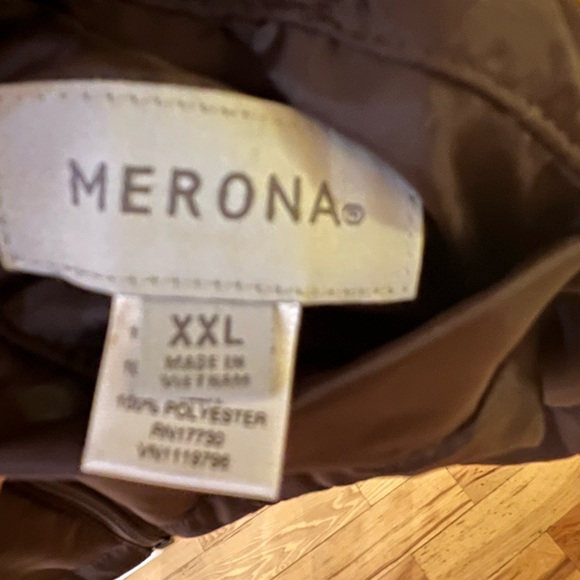 MERONA®
XXL
MADE IN
VIETNAM
100% POLYESTER
RN17730
VN1119796